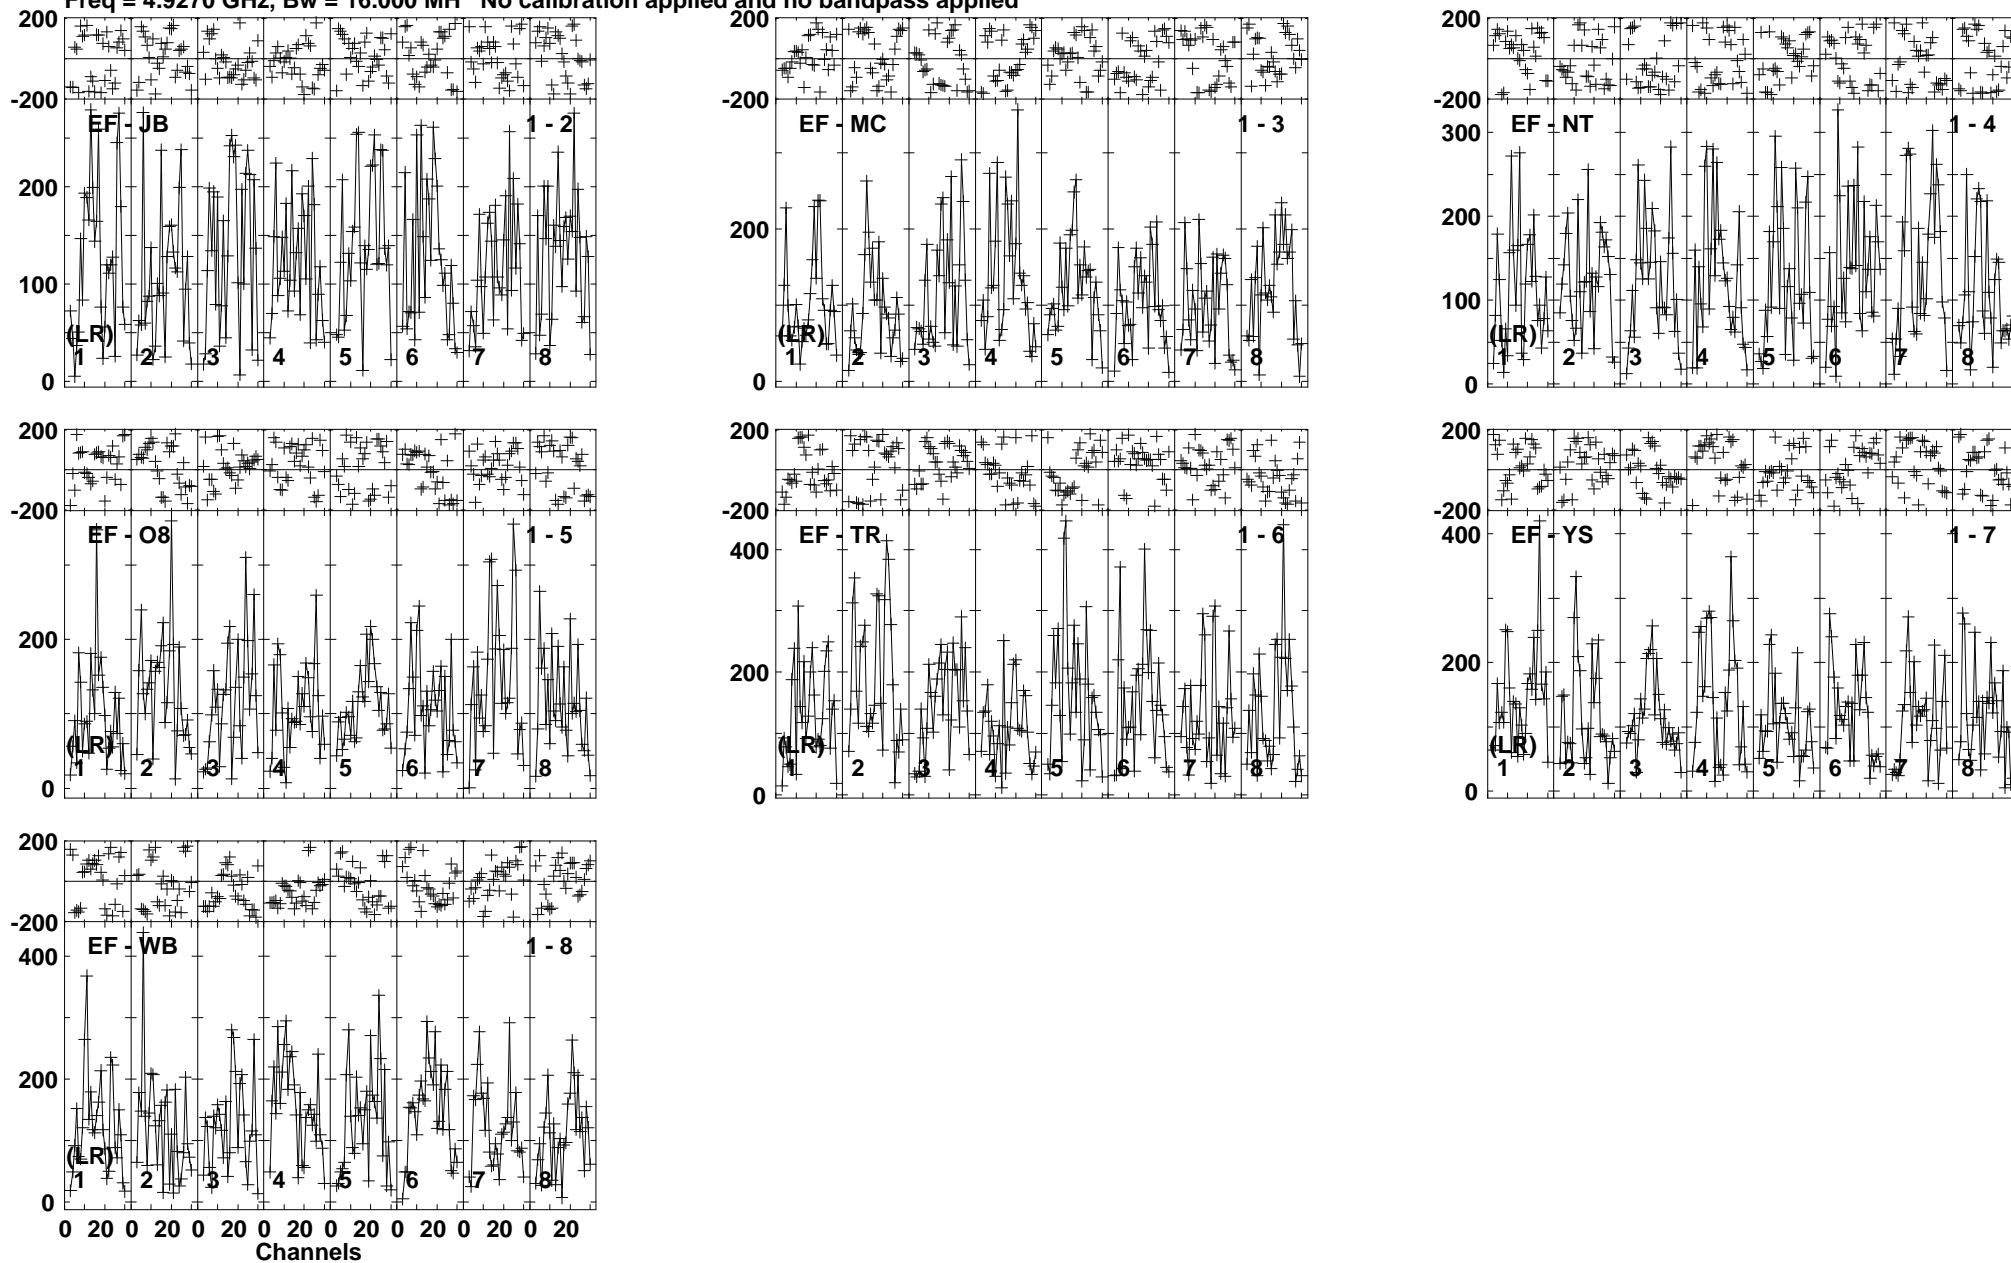 Freq = 4.9270 GHz, Bw = 16.000 MH No calibration applied and no bandpass applied
200 200 200
-200 -200 -200
EF - JB 1 - 2 EF - MC 1 - 3 EF - NT 1 - 4
300
200 200 200
100 100
(LR) (LR) (LR)
1 2 3 4 5 6 7 8 1 2 3 4 5 6 7 8 1 2 3 4 5 6 7 8
0 0 0
200 200 200
-200 -200 -200
EF - O8 1 - 5 EF - TR 1 - 6 EF - YS 1 - 7
400 400
200 200 200
(LR) (LR) (LR)
1 2 3 4 5 6 7 8 1 2 3 4 5 6 7 8 1 2 3 4 5 6 7 8
0 0 0
200
-200
EF - WB 1 - 8
400
200
(LR)
1 2 3 4 5 6 7 8
0
0 20 0 20 0 20 0 20 0 20 0 20 0 20 0 20
Channels